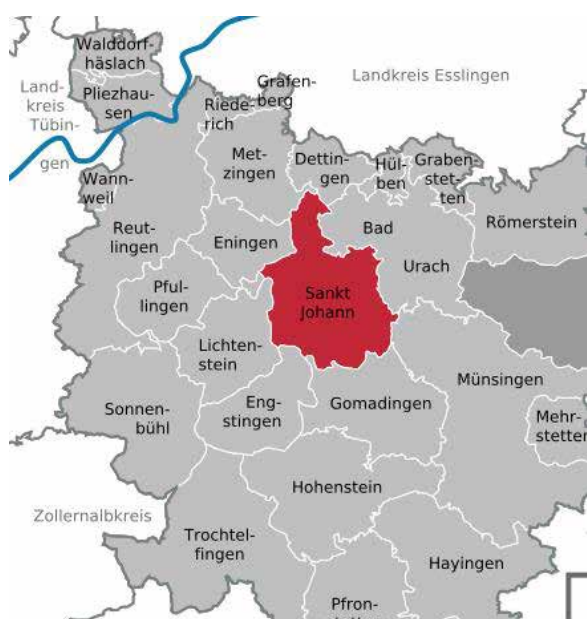 Walddorf-
häslach
Land-
kreis
Tübin-
gen
Pliezhau-
sen
Grafen-
berg
Riede-
rich
Landkreis Esslingen
Wann-
weil
Met-
zingen
Dettin-
gen
Hül-
ben
Graben-
stet-
ten
Römerstein
Reut-
lingen
Eningen
Bad
Urach
Pful-
lingen
Sankt
Johann
Lichten-
stein
Münsingen
Sonnen-
bühl
Eng-
stingen
Gomadingen
Mehr-
stetten
Hohenstein
Zollernalbkreis
Trochtel-
fingen
Hayingen
Pfron-